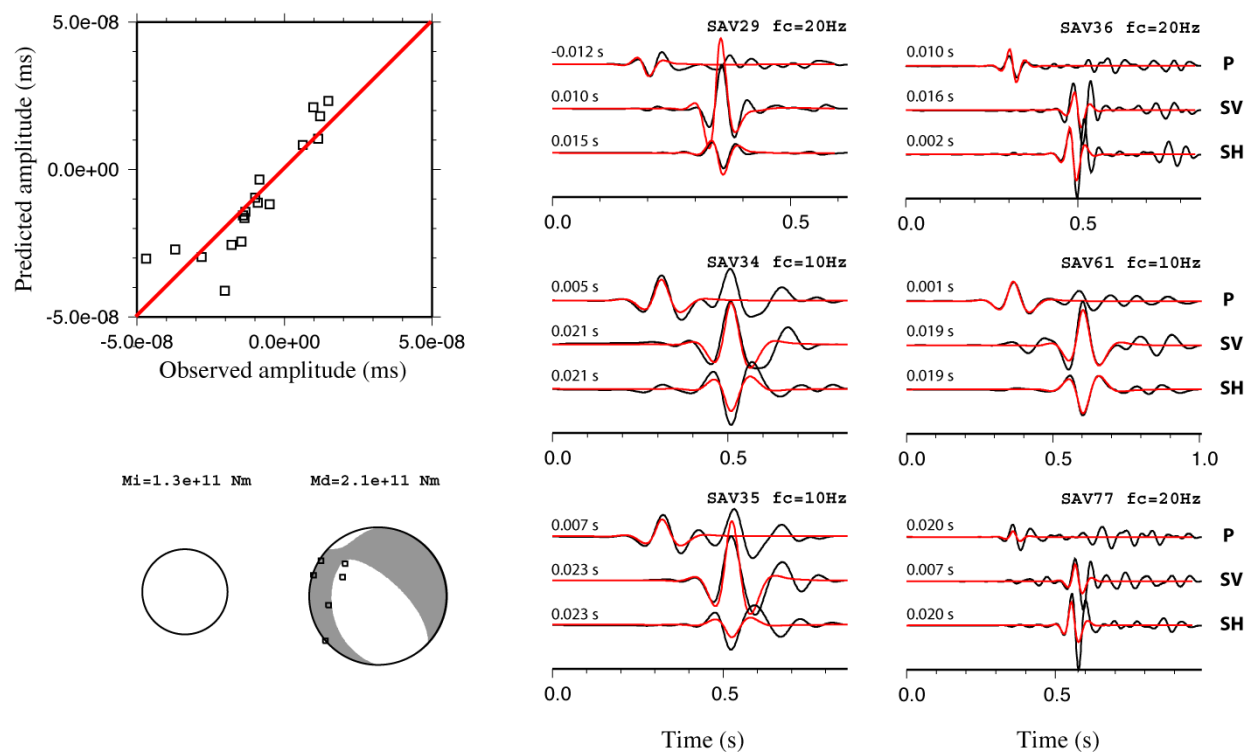 5.0e-08
0.0e+00
-5.0e-08
Predicted amplitude (ms)
-5.0e-08 0.0e+00 5.0e-08
Observed amplitude (ms)
Mi=1.3e+11 Nm
Md=2.1e+11 Nm
SAV29 fc=20Hz
-0.012 s
0.010 s
0.015 s
0.0 0.5
SAV36 fc=20Hz
0.010 s P
0.016 s SV
0.002 s SH
0.0 0.5
SAV34 fc=10Hz
0.005 s
0.021 s
0.021 s
0.0 0.5
SAV61 fc=10Hz
0.001 s P
0.019 s SV
0.019 s SH
0.0 0.5 1.0
SAV35 fc=10Hz
0.007 s
0.023 s
0.023 s
0.0 0.5
Time (s)
SAV77 fc=20Hz
0.020 s P
0.007 s SV
0.020 s SH
0.0 0.5
Time (s)